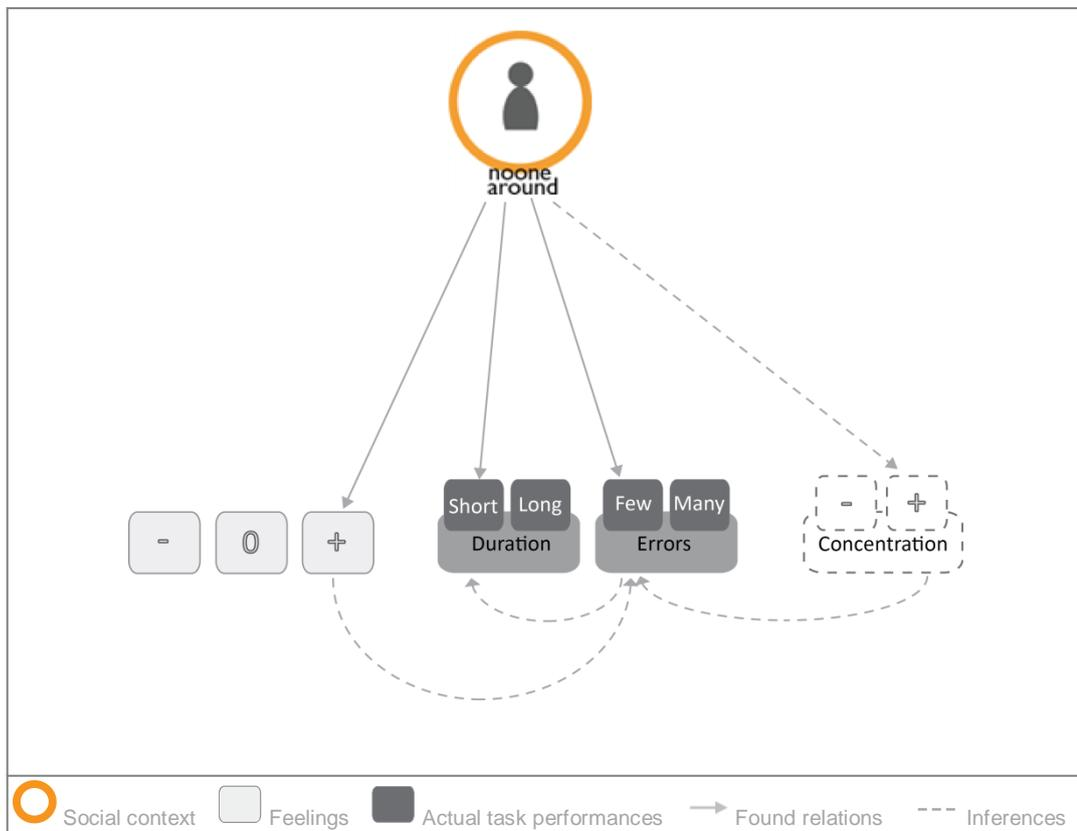 noone
around
Short Long Few Many - +
- 0 + Duration Errors Concentration
Social context Feelings Actual task performances Found relations Inferences